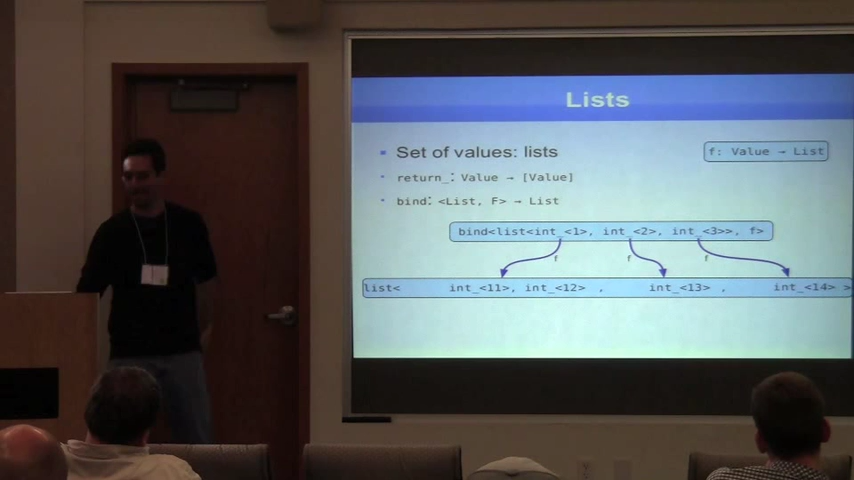 Lists
Set of values: lists
f: Value → List
return_: Value → [Value]
bind: <List, F> → List
bind<list<int_<1>, int_<2>, int_<3>>, f>
f f f
list< int_<11>, int_<12> , int_<13> , int_<14> >